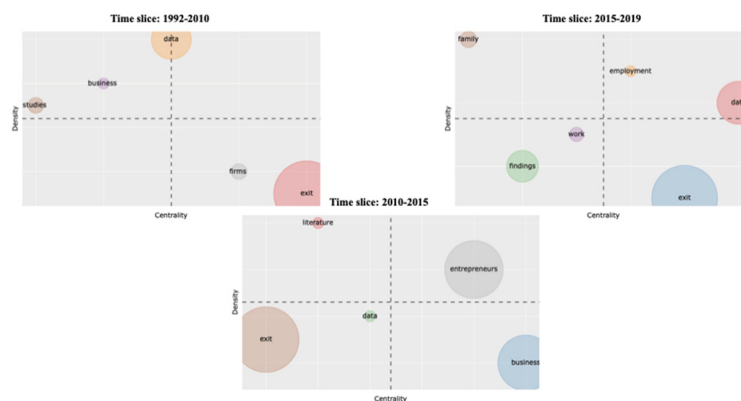 Time slice: 1992-2010
data
business
studies
firms
exit
Density
Centrality
Time slice: 2015-2019
family
employment
dat
work
findings
exit
Density
Centrality
Time slice: 2010-2015
literature
entrepreneurs
data
exit
business
Density
Centrality